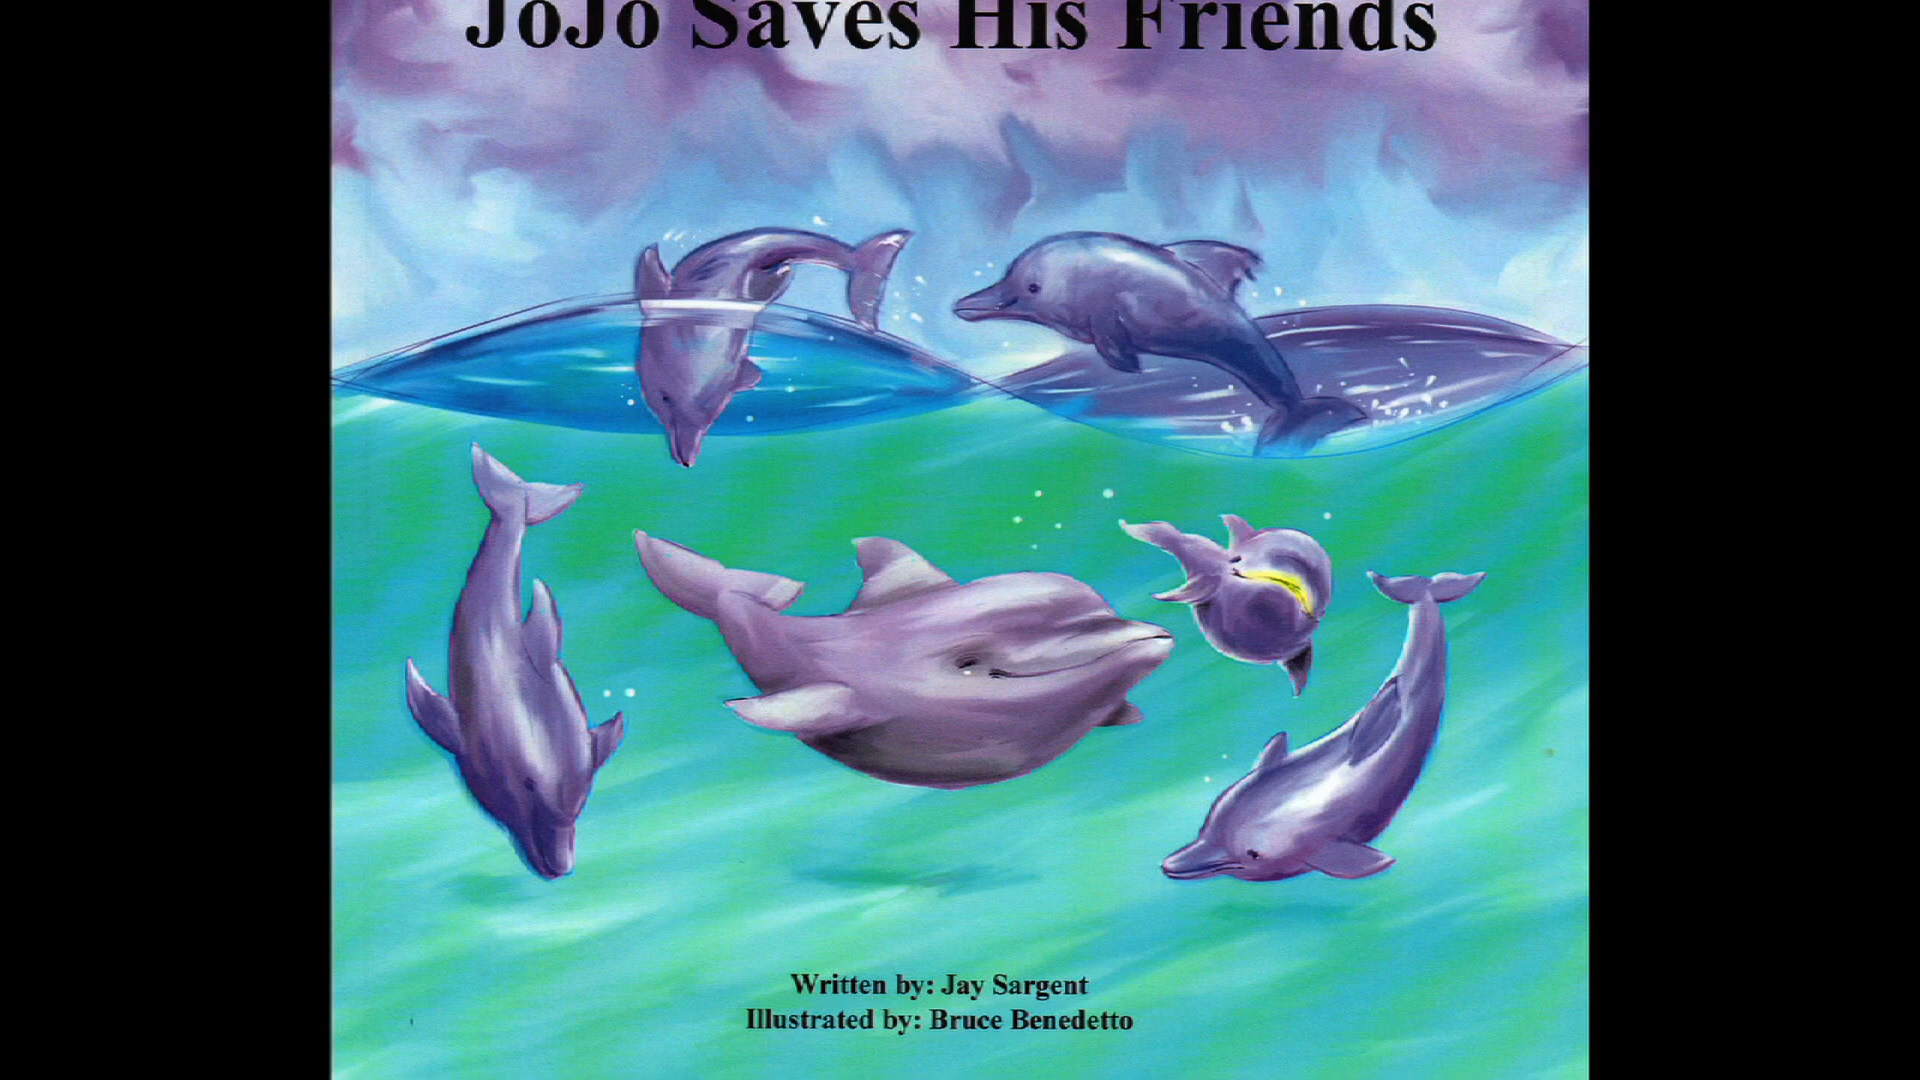 JoJo Saves His Friends
Written by: Jay Sargent
Illustrated by: Bruce Benedetto